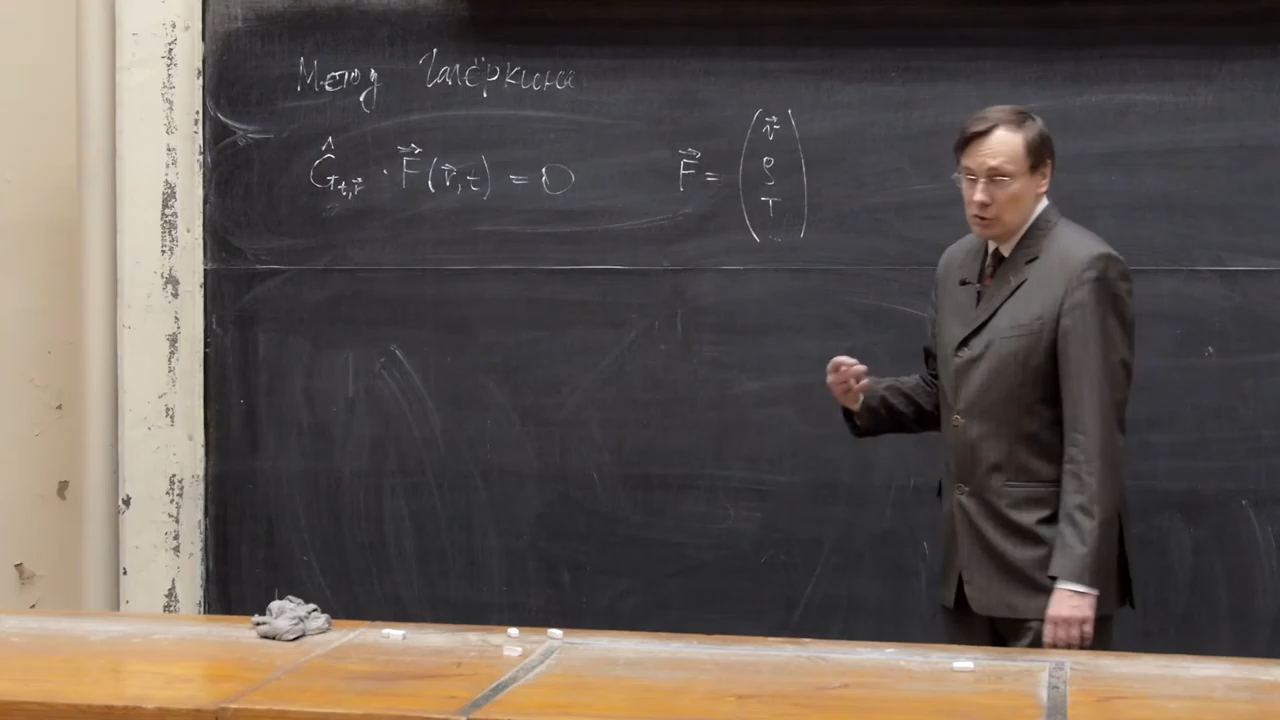 Метод Галёркина
Ĝ_{t,r⃗} · F⃗(r⃗,t) = 0
F⃗ = (v⃗ ρ T ...)